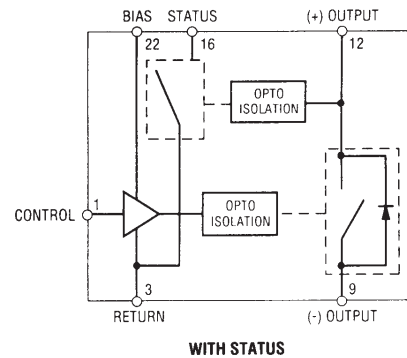 BIAS STATUS (+) OUTPUT
22 16 12
OPTO
ISOLATION
CONTROL 1
OPTO
ISOLATION
3 9
RETURN (-) OUTPUT
WITH STATUS